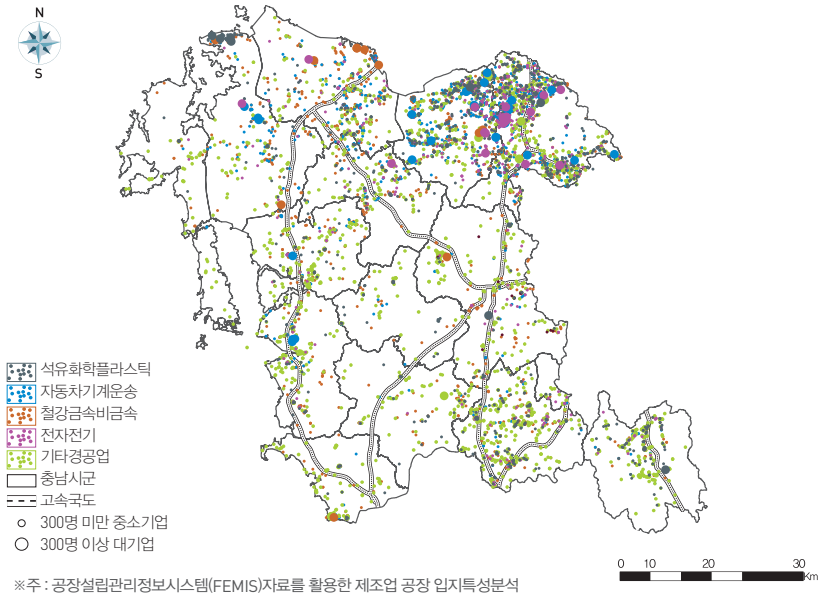 N
S
석유화학플라스틱
자동차기계운송
철강금속비금속
전자전기
기타경공업
충남시군
고속국도
300명 미만 중소기업
300명 이상 대기업
0 10 20 30
Km
※주 : 공장설립관리정보시스템(FEMIS)자료를 활용한 제조업 공장 입지특성분석